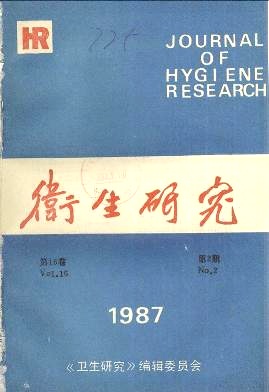 HR
JOURNAL
OF
HYGIENE
RESEARCH
衛生研究
第16卷
Vol.16
第2期
No.2
1987
《卫生研究》编辑委员会